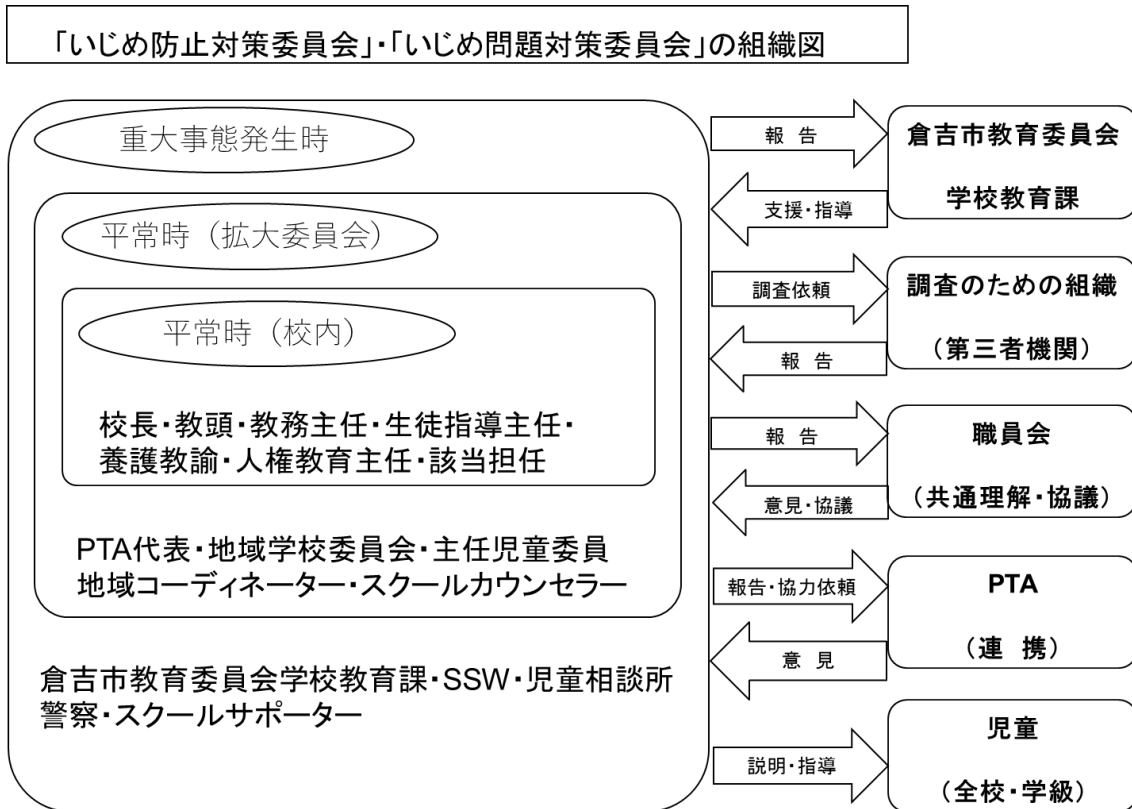 「いじめ防止対策委員会」・「いじめ問題対策委員会」の組織図
重大事態発生時
平常時（拡大委員会）
平常時（校内）
校長・教頭・教務主任・生徒指導主任・
養護教諭・人権教育主任・該当担任
PTA代表・地域学校委員会・主任児童委員
地域コーディネーター・スクールカウンセラー
倉吉市教育委員会学校教育課・SSW・児童相談所
警察・スクールサポーター
報 告
支援・指導
倉吉市教育委員会
学校教育課
調査依頼
報 告
調査のための組織
（第三者機関）
報 告
意見・協議
職員会
（共通理解・協議）
報告・協力依頼
意 見
PTA
（連 携）
説明・指導
児童
（全校・学級）